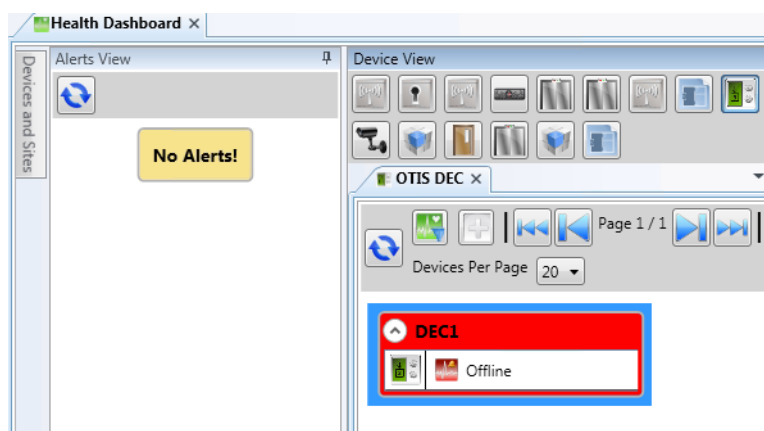 Health Dashboard
Devices and Sites
Alerts View
No Alerts!
Device View
OTIS DEC
Page 1 / 1
Devices Per Page 20
DEC1
Offline